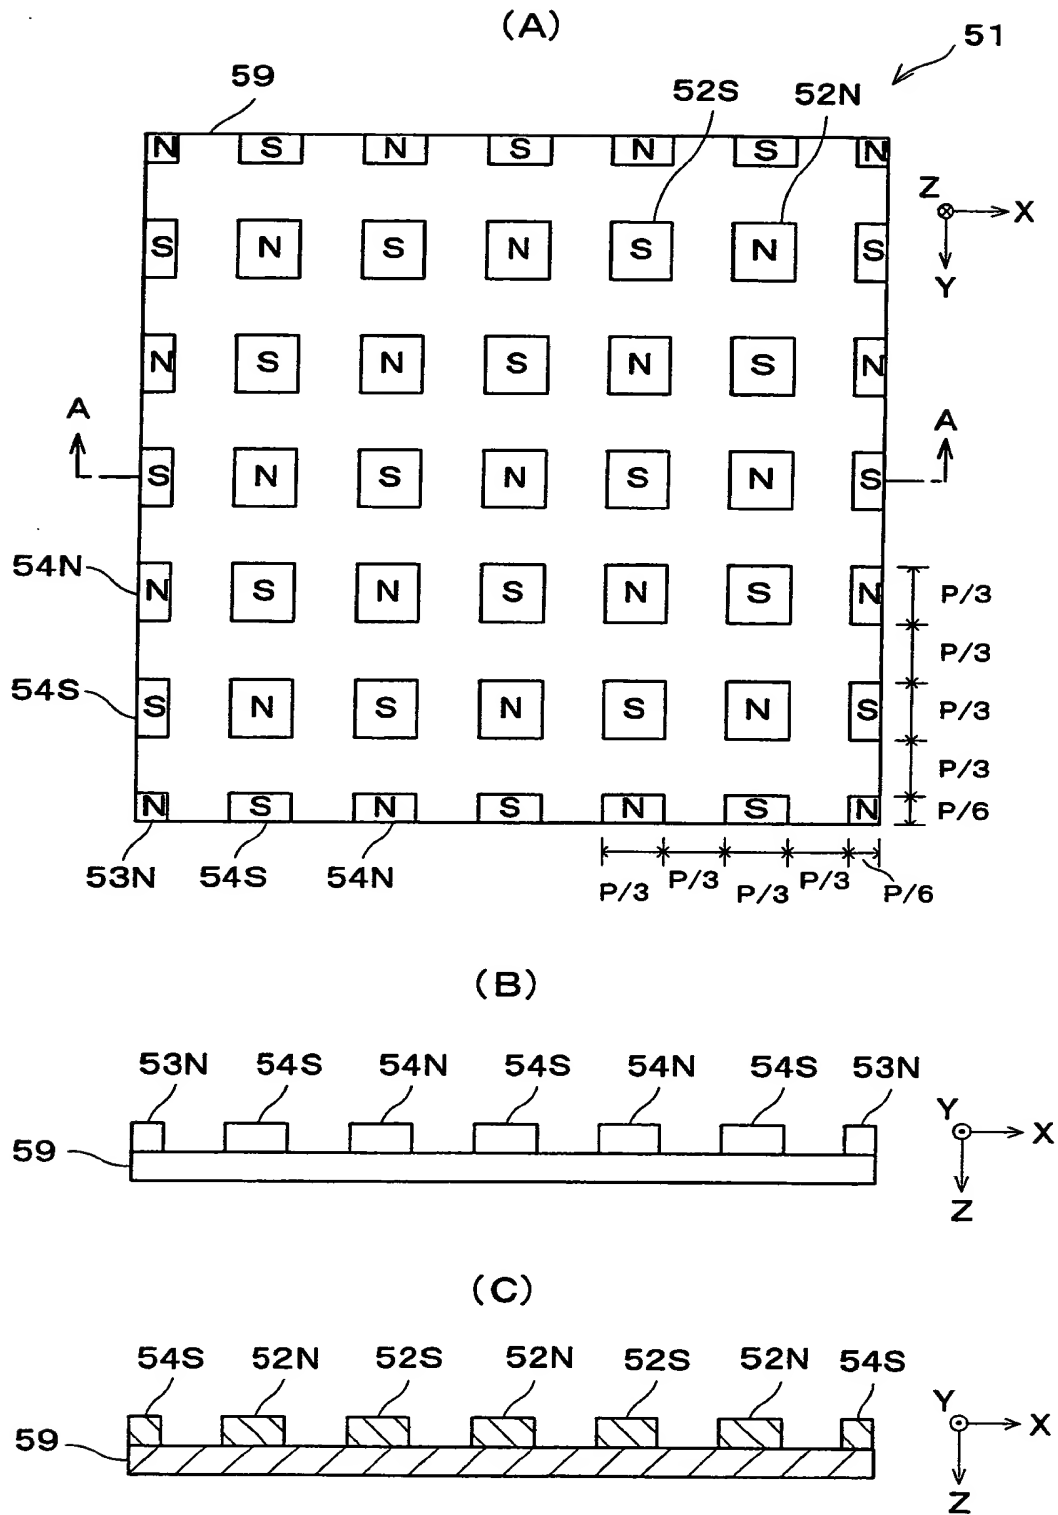 (A)
51
59
52S 52N
N S N S N S N
Z X
S N S N S N S
Y
N S N S N S N
A A
S N S N S N S
54N
N S N S N S N
P/3
P/3
54S
S N S N S N S
P/3
P/3
N S N S N S N
P/6
53N 54S 54N
P/3 P/3 P/3 P/3 P/6
(B)
53N 54S 54N 54S 54N 54S 53N
59
Y X
Z
(C)
54S 52N 52S 52N 52S 52N 54S
59
Y X
Z